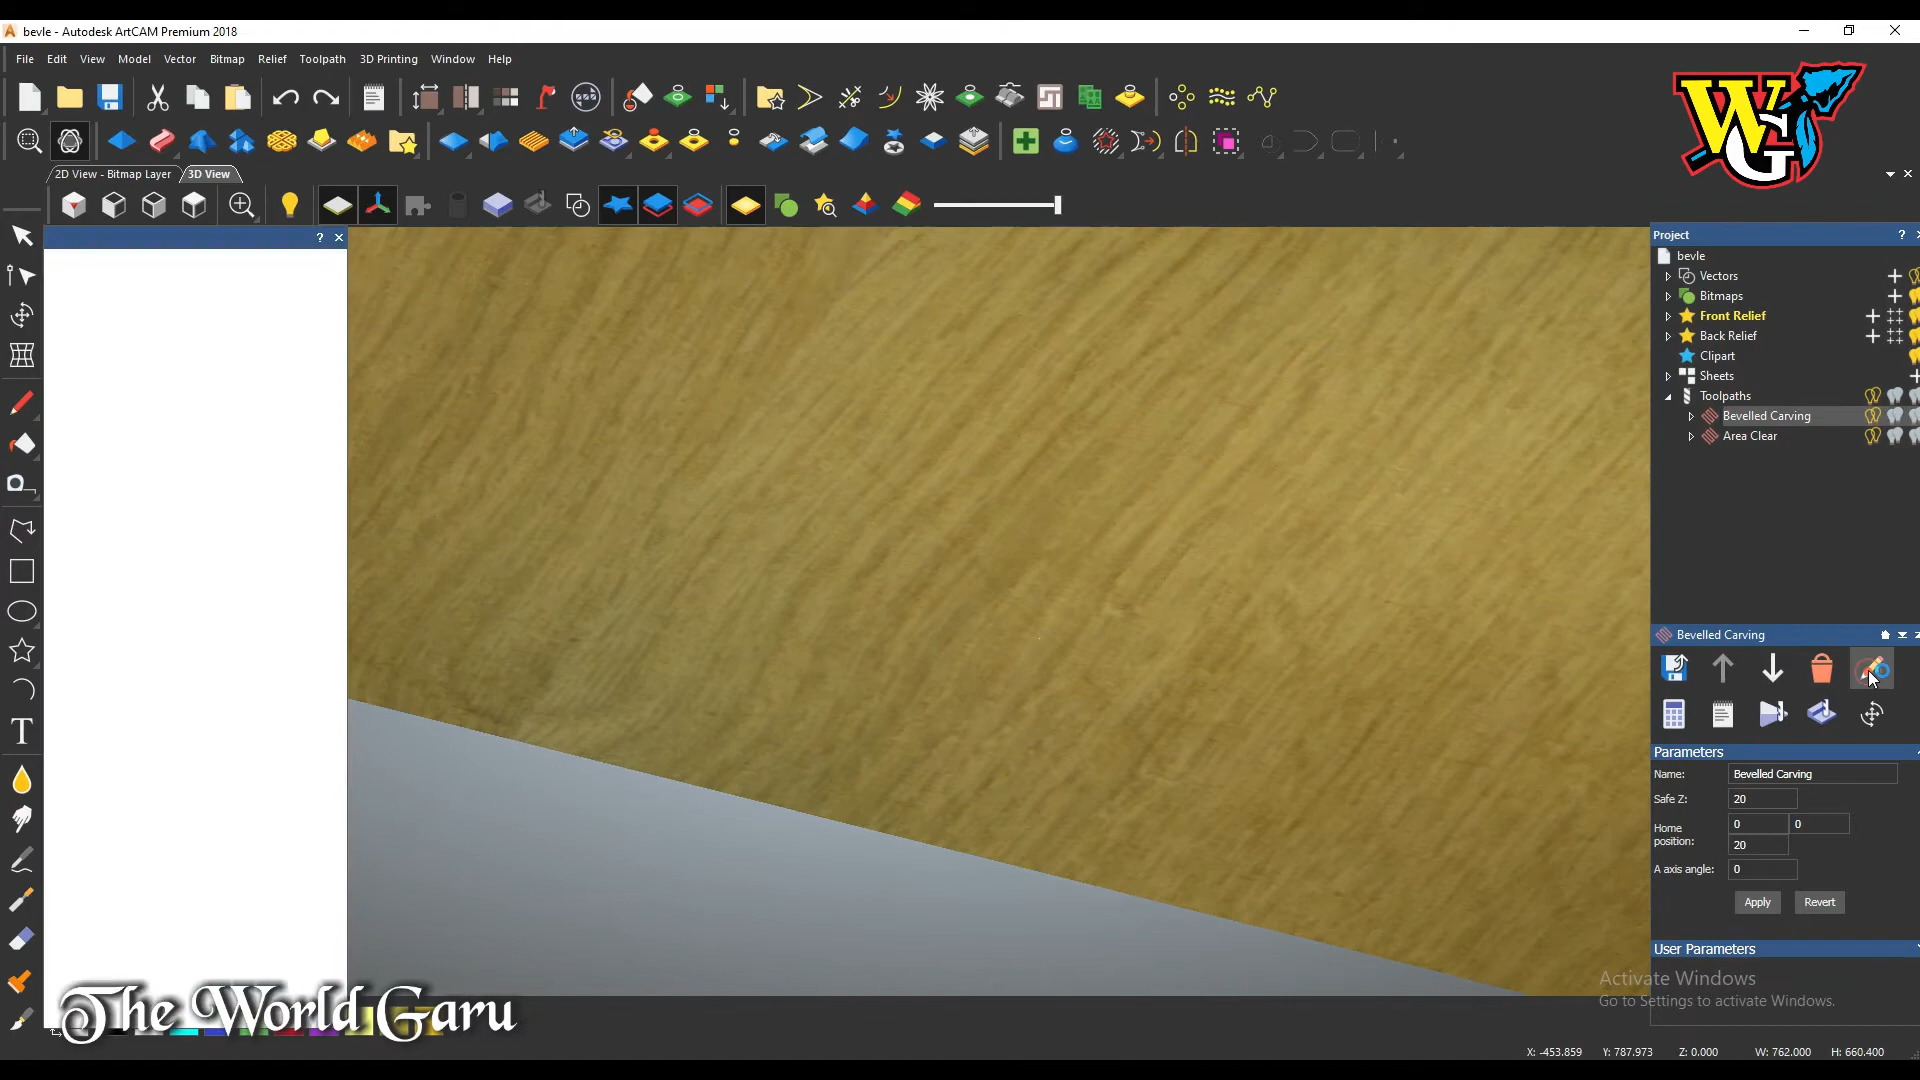 bevle - Autodesk ArtCAM Premium 2018
File Edit View Model Vector Bitmap Relief Toolpath 3D Printing Window Help
WGS
2D View - Bitmap Layer 3D View
Project
bevle
Vectors
Bitmaps
Front Relief
Back Relief
Clipart
Sheets
Toolpaths
Bevelled Carving
Area Clear
Bevelled Carving
Parameters
Name: Bevelled Carving
Safe Z: 20
Home position: 0 0
20
A axis angle: 0
Apply Revert
User Parameters
Activate Windows
Go to Settings to activate Windows.
The World Garu
X: -453.859 Y: 787.973 Z: 0.000 W: 762.000 H: 660.400